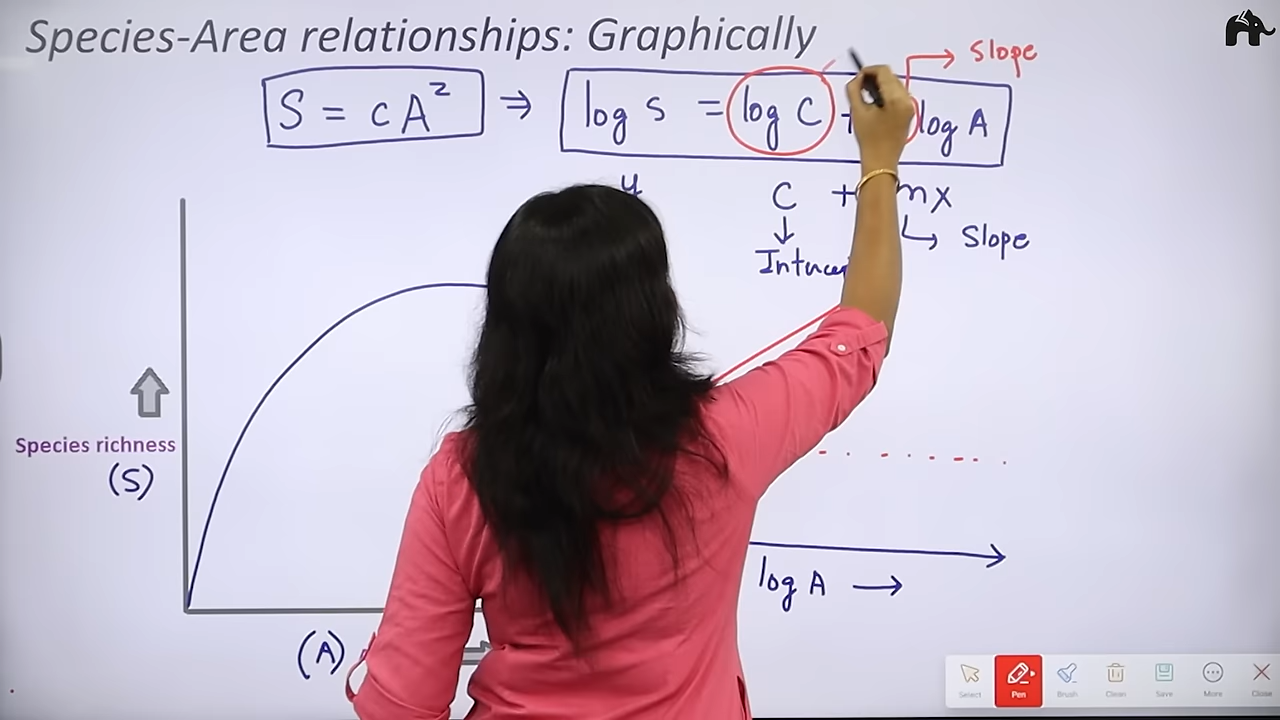 Species-Area relationships: Graphically
Slope
S = cA² ⇒ log S = log C + log A
y C + mx
↓ ↳ Slope
Species richness
(S)
log A →
(A)
Select Pen Brush Clean Save More Close